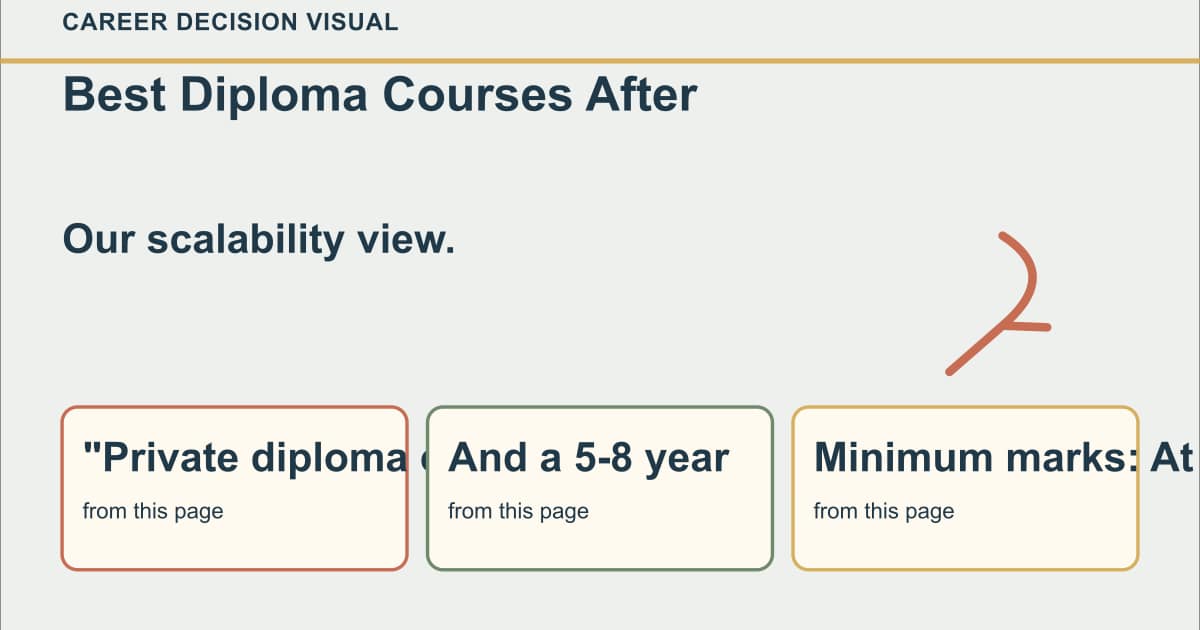 CAREER DECISION VISUAL
Best Diploma Courses After
Our scalability view.
"Private diploma
And a 5-8 year
Minimum marks: At
from this page
from this page
from this page